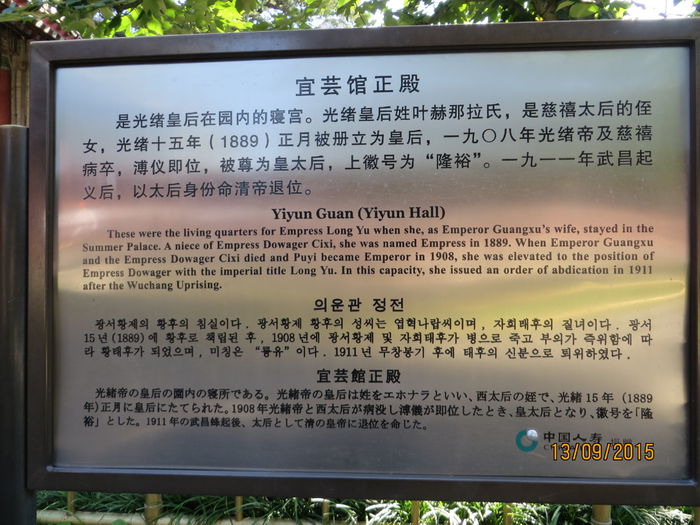 宜芸馆正殿
是光绪皇后在园内的寝宫。光绪皇后姓叶赫那拉氏，是慈禧太后的侄
女，光绪十五年（1889）正月被册立为皇后，一九〇八年光绪帝及慈禧
病卒，溥仪即位，被尊为皇太后，上徽号为“隆裕”。一九一一年武昌起
义后，以太后身份命清帝退位。
Yiyun Guan (Yiyun Hall)
These were the living quarters for Empress Long Yu when she, as Emperor Guangxu's wife, stayed in the
Summer Palace. A niece of Empress Dowager Cixi, she was named Empress in 1889. When Emperor Guangxu
and the Empress Dowager Cixi died and Puyi became Emperor in 1908, she was elevated to the position of
Empress Dowager with the imperial title Long Yu. In this capacity, she issued an order of abdication in 1911
after the Wuchang Uprising.
의운관 정전
광서황제의 황후의 침실이다. 광서황제 황후의 성씨는 엽혁나랍씨이며, 자희태후의 질녀이다. 광서
15년(1889)에 황후로 책립된 후, 1908년에 광서황제 및 자희태후가 병으로 죽고 부의가 즉위함에 따
라 황태후가 되었으며, 미칭은 “륭유”이다. 1911년 무창봉기 후에 태후의 신분으로 퇴위하였다.
宜芸館正殿
光緒帝の皇后の園内の寝所である。光緒帝の皇后は姓をエホナラといい、西太后の姪で、光緒15年（1889
年）正月に皇后にたてられた。1908年光緒帝と西太后が病没し溥儀が即位したとき、皇太后となり、徽号を「隆
裕」とした。1911年の武昌蜂起後、太后として清の皇帝に退位を命じた。
中国人寿
13/09/2015